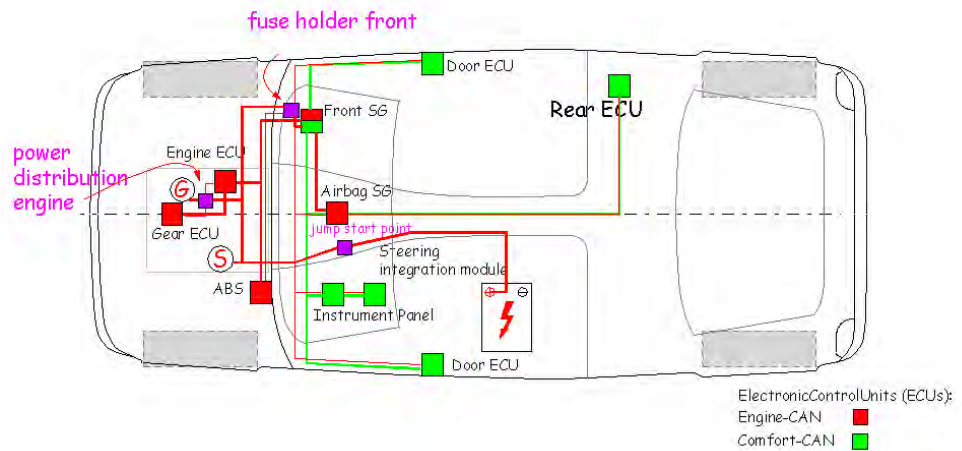 fuse holder front
Door ECU
Rear ECU
Front SG
Engine ECU
power
distribution
engine
G
Airbag SG
Gear ECU
jump start point
S
Steering
integration module
ABS
Instrument Panel
Door ECU
ElectronicControlUnits (ECUs):
Engine-CAN
Comfort-CAN